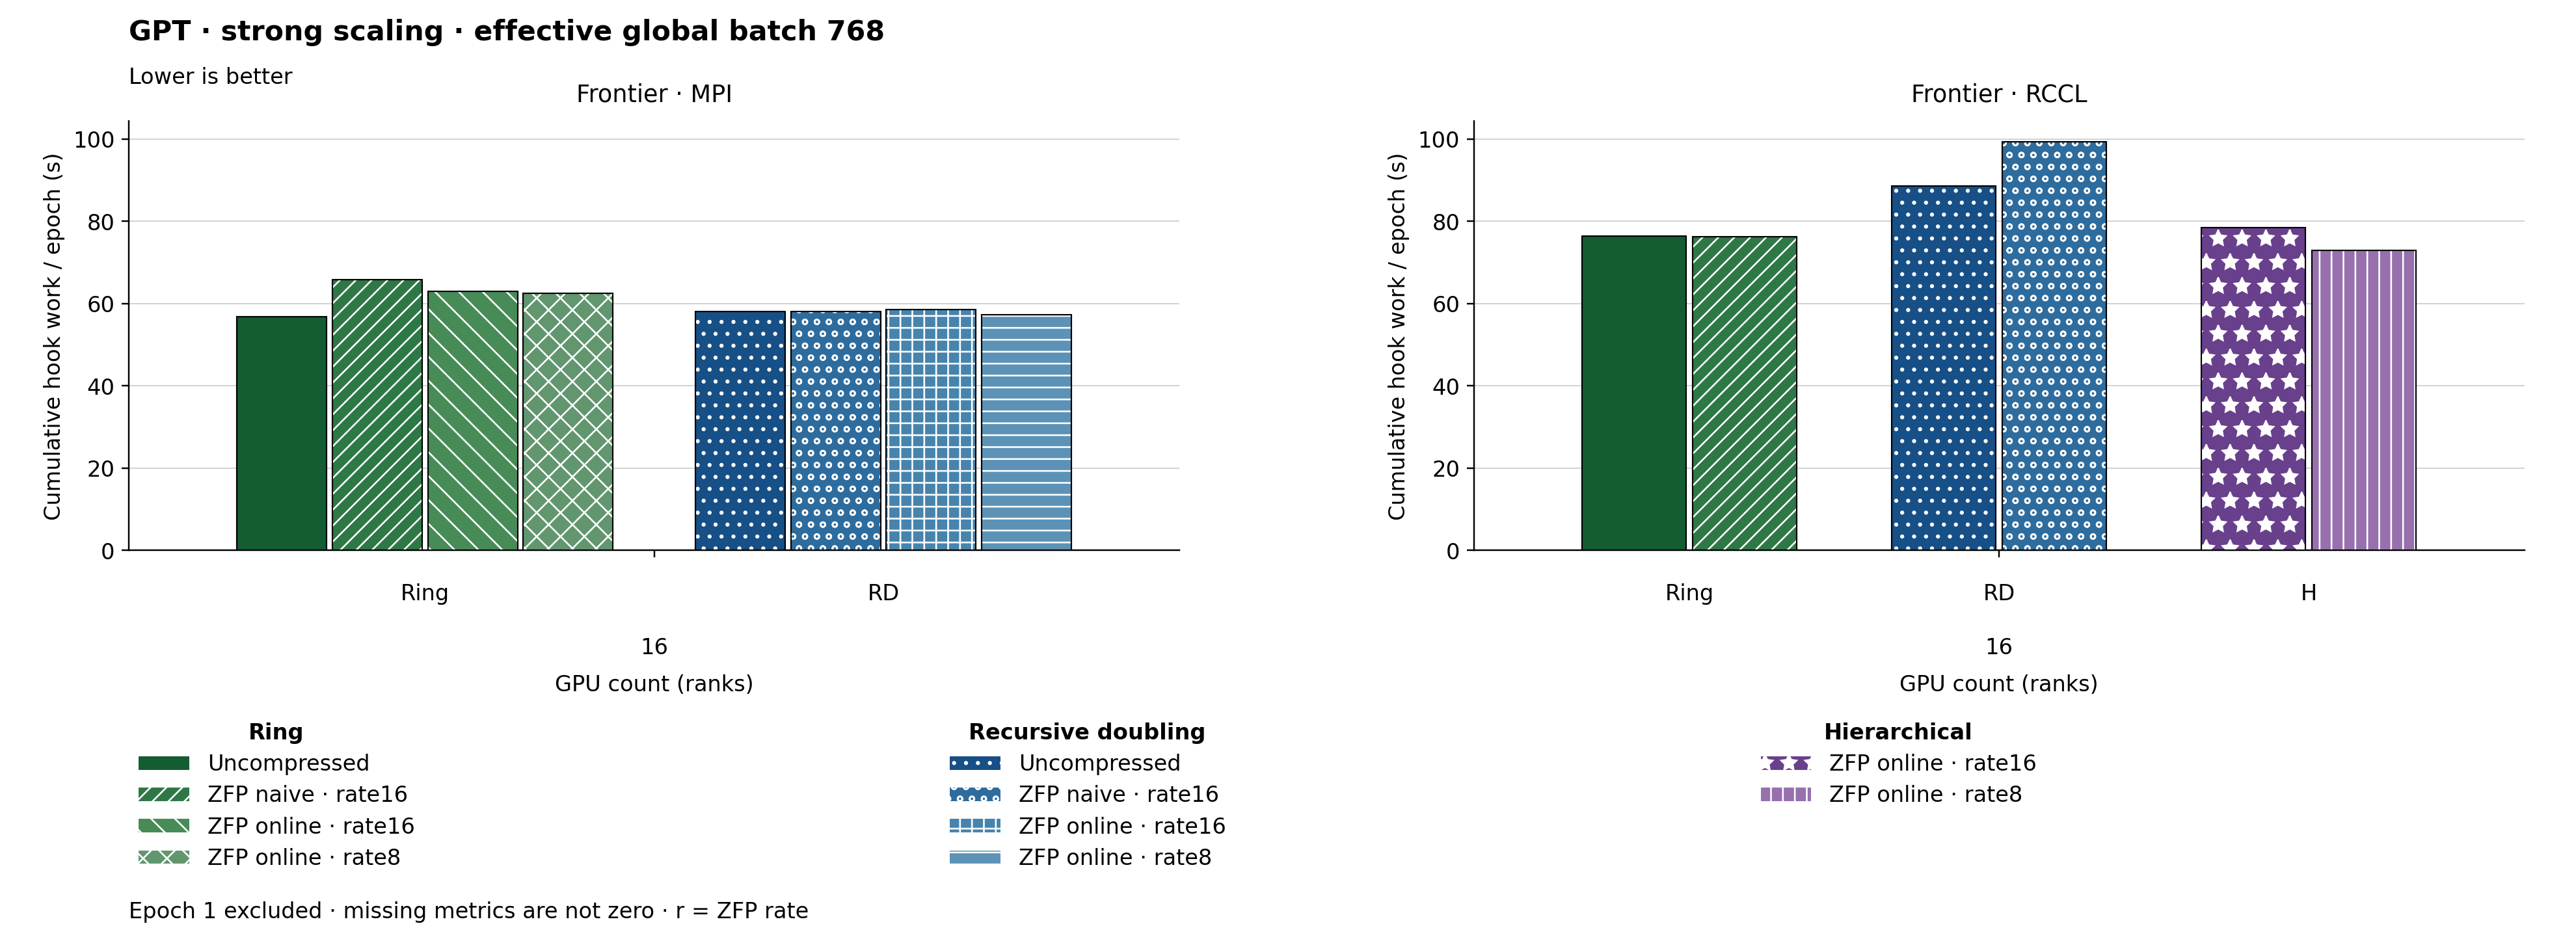 GPT · strong scaling · effective global batch 768
Lower is better
Frontier · MPI
Cumulative hook work / epoch (s)
100
80
60
40
20
0
Ring
RD
16
GPU count (ranks)
Frontier · RCCL
Cumulative hook work / epoch (s)
100
80
60
40
20
0
Ring
RD
H
16
GPU count (ranks)
Ring
Uncompressed
ZFP naive · rate16
ZFP online · rate16
ZFP online · rate8
Recursive doubling
Uncompressed
ZFP naive · rate16
ZFP online · rate16
ZFP online · rate8
Hierarchical
ZFP online · rate16
ZFP online · rate8
Epoch 1 excluded · missing metrics are not zero · r = ZFP rate